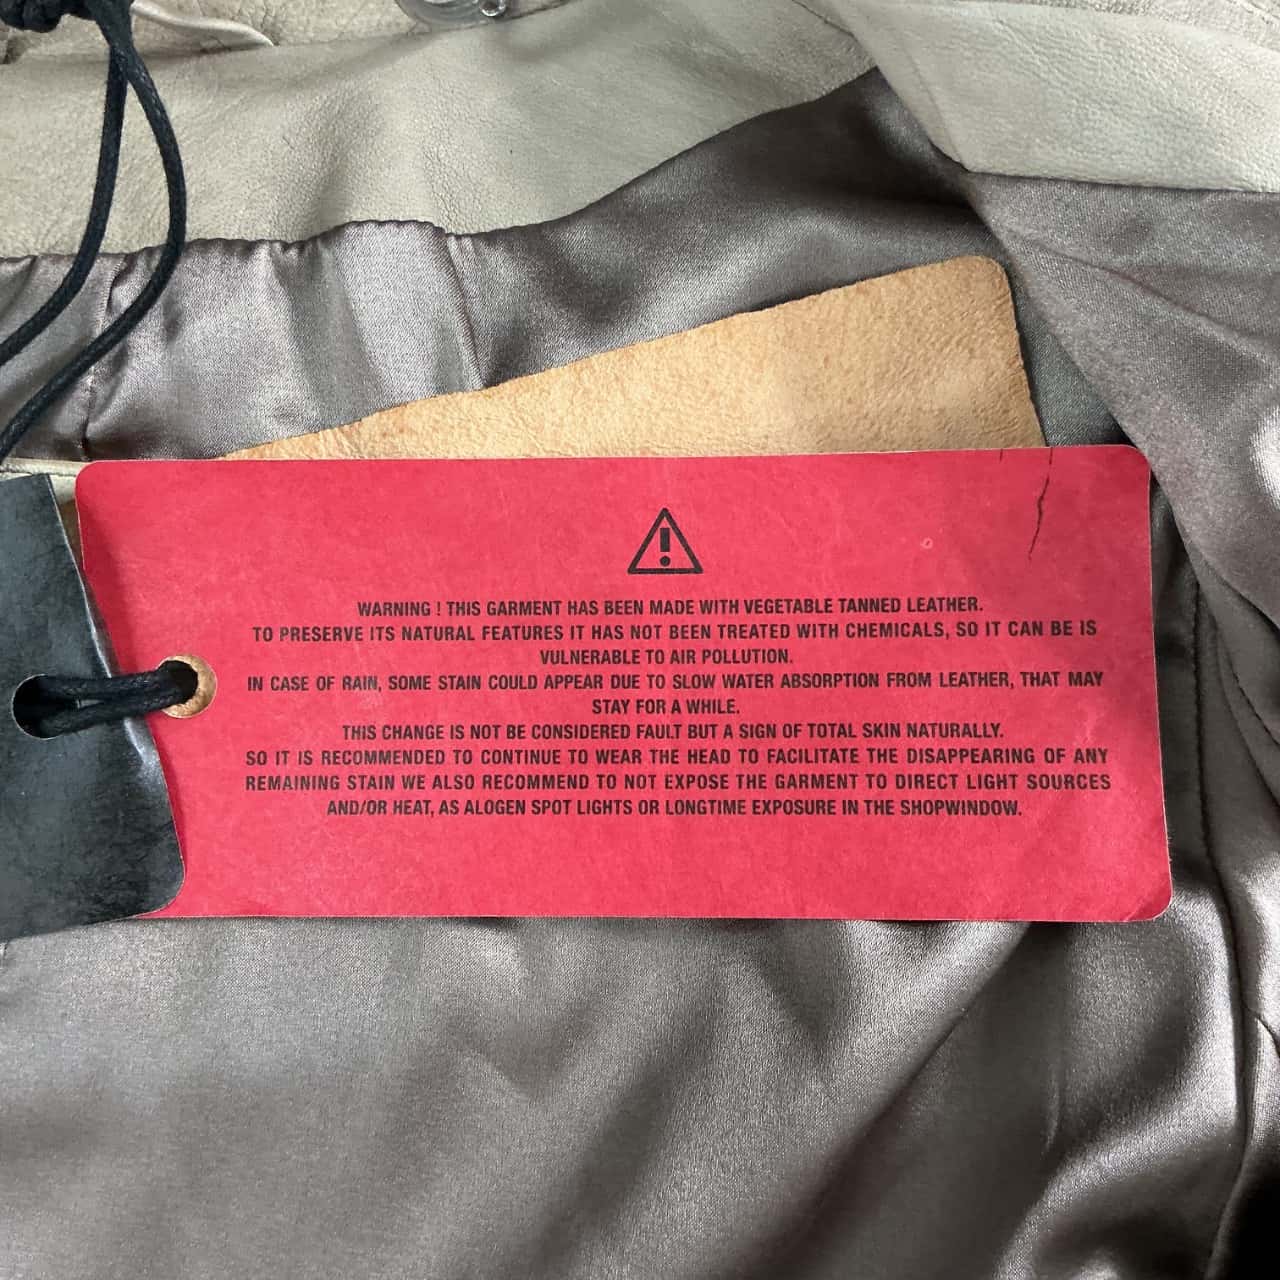 WARNING ! THIS GARMENT HAS BEEN MADE WITH VEGETABLE TANNED LEATHER.
TO PRESERVE ITS NATURAL FEATURES IT HAS NOT BEEN TREATED WITH CHEMICALS, SO IT CAN BE IS
VULNERABLE TO AIR POLLUTION.
IN CASE OF RAIN, SOME STAIN COULD APPEAR DUE TO SLOW WATER ABSORPTION FROM LEATHER, THAT MAY
STAY FOR A WHILE.
THIS CHANGE IS NOT BE CONSIDERED FAULT BUT A SIGN OF TOTAL SKIN NATURALLY.
SO IT IS RECOMMENDED TO CONTINUE TO WEAR THE HEAD TO FACILITATE THE DISAPPEARING OF ANY
REMAINING STAIN WE ALSO RECOMMEND TO NOT EXPOSE THE GARMENT TO DIRECT LIGHT SOURCES
AND/OR HEAT, AS ALOGEN SPOT LIGHTS OR LONGTIME EXPOSURE IN THE SHOPWINDOW.